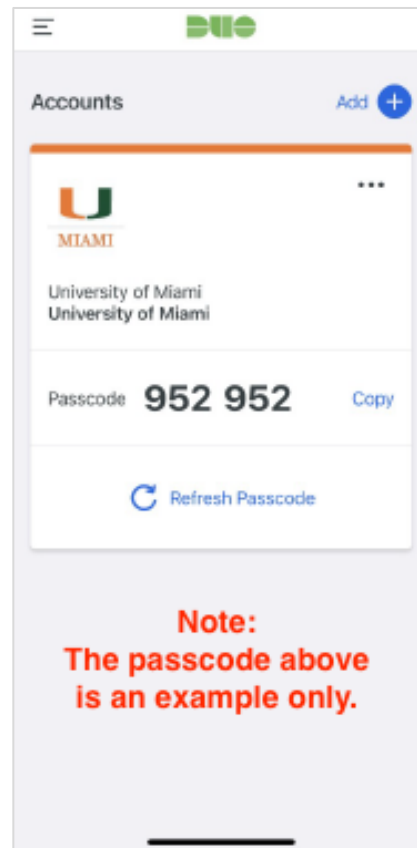 DUO
Accounts
Add +
U
MIAMI
University of Miami
University of Miami
Passcode 952 952 Copy
Refresh Passcode
Note:
The passcode above
is an example only.